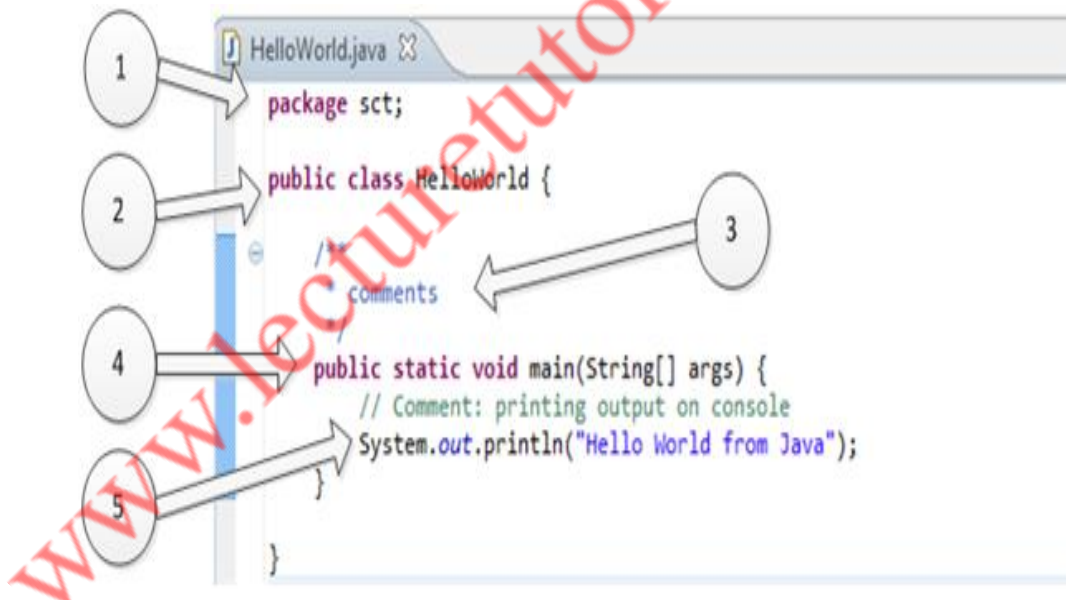 HelloWorld.java
1
package sct;
2
public class HelloWorld {
3
/**
* comments
*/
4
public static void main(String[] args) {
// Comment: printing output on console
System.out.println("Hello World from Java");
5
}
}
www.lecturetutor